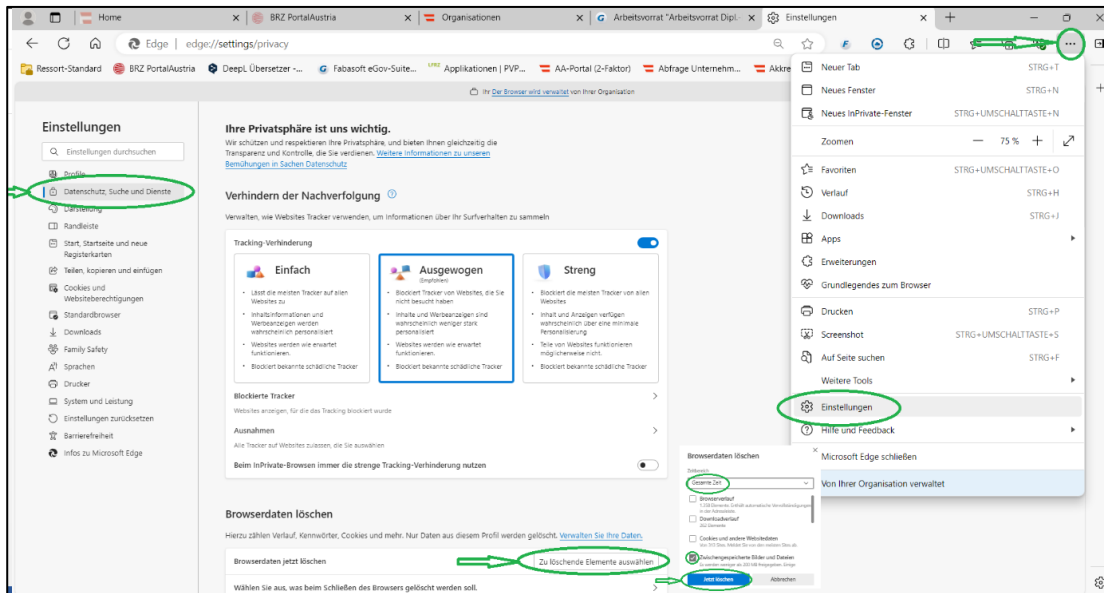 Home
BRZ PortalAustria
Organisationen
Arbeitsvorrat "Arbeitsvorrat Dipl.-
Einstellungen
Edge
edge://settings/privacy
Ressort-Standard
BRZ PortalAustria
DeepL Übersetzer -...
Fabasoft eGov-Suite...
Applikationen | PVP...
AA-Portal (2-Faktor)
Abfrage Unternehm...
Akkre
Ihr Der Browser wird verwaltet von Ihrer Organisation
Einstellungen
Einstellungen durchsuchen
Profile
Datenschutz, Suche und Dienste
Darstellung
Randleiste
Start, Startseite und neue
Registerkarten
Teilen, kopieren und einfügen
Cookies und
Websiteberechtigungen
Standardbrowser
Downloads
Family Safety
Sprachen
Drucker
System und Leistung
Einstellungen zurücksetzen
Barrierefreiheit
Infos zu Microsoft Edge
Ihre Privatsphäre ist uns wichtig.
Wir schützen und respektieren Ihre Privatsphäre, und bieten Ihnen gleichzeitig die
Transparenz und Kontrolle, die Sie verdienen. Weitere Informationen zu unseren
Bemühungen in Sachen Datenschutz
Verhindern der Nachverfolgung
Verwalten, wie Websites Tracker verwenden, um Informationen über Ihr Surfverhalten zu sammeln
Tracking-Verhinderung
Einfach
• Lässt die meisten Tracker auf allen
Websites zu
• Inhaltsinformationen und
Werbeanzeigen werden
wahrscheinlich personalisiert
• Websites werden wie erwartet
funktionieren.
• Blockiert bekannte schädliche Tracker
Ausgewogen
(Empfohlen)
• Blockiert Tracker von Websites, die Sie
nicht besucht haben
• Inhalte und Werbeanzeigen sind
wahrscheinlich weniger stark
personalisiert
• Websites werden wie erwartet
funktionieren.
• Blockiert bekannte schädliche Tracker
Streng
• Blockiert die meisten Tracker von allen
Websites
• Inhalt und Anzeigen verfügen
wahrscheinlich über eine minimale
Personalisierung
• Teile von Websites funktionieren
möglicherweise nicht.
• Blockiert bekannte schädliche Tracker
Blockierte Tracker
Websites anzeigen, für die das Tracking blockiert wurde
Ausnahmen
Alle Tracker auf Websites zulassen, die Sie auswählen
Beim InPrivate-Browsen immer die strenge Tracking-Verhinderung nutzen
Browserdaten löschen
Hierzu zählen Verlauf, Kennwörter, Cookies und mehr. Nur Daten aus diesem Profil werden gelöscht. Verwalten Sie Ihre Daten.
Browserdaten jetzt löschen
Zu löschende Elemente auswählen
Wählen Sie aus, was beim Schließen des Browsers gelöscht werden soll.
Neuer Tab STRG+T
Neues Fenster STRG+N
Neues InPrivate-Fenster STRG+UMSCHALTTASTE+N
Zoomen — 75 % +
Favoriten STRG+UMSCHALTTASTE+O
Verlauf STRG+H
Downloads STRG+J
Apps
Erweiterungen
Grundlegendes zum Browser
Drucken STRG+P
Screenshot STRG+UMSCHALTTASTE+S
Auf Seite suchen STRG+F
Weitere Tools
Einstellungen
Hilfe und Feedback
Microsoft Edge schließen
Von Ihrer Organisation verwaltet
Browserdaten löschen
Zeitbereich
Gesamte Zeit
Browserverlauf
in der Adressleiste.
Downloadverlauf
Cookies und andere Websitedaten
Zwischengespeicherte Bilder und Dateien
Jetzt löschen
Abbrechen